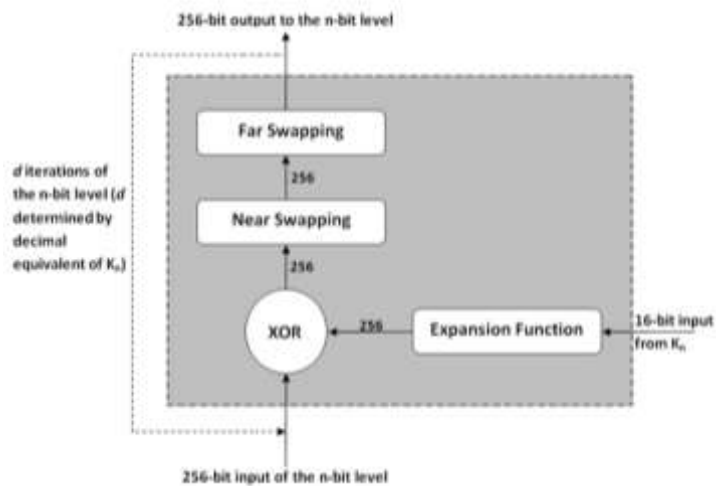 256-bit output to the n-bit level
Far Swapping
256
d iterations of
the n-bit level (d
determined by
decimal
equivalent of Kn)
Near Swapping
256
XOR
256
Expansion Function
16-bit input
from Kn
256-bit input of the n-bit level